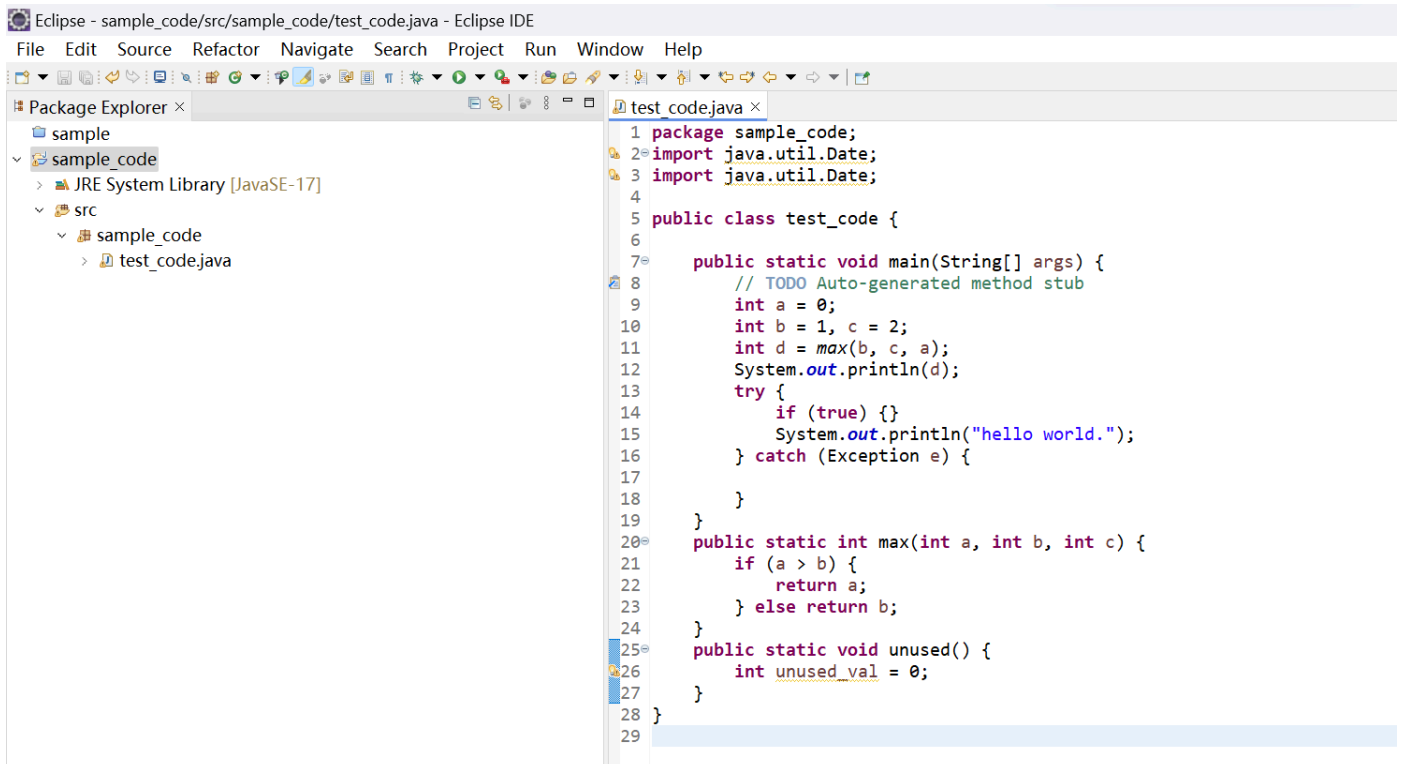 Eclipse - sample_code/src/sample_code/test_code.java - Eclipse IDE
File Edit Source Refactor Navigate Search Project Run Window Help
Package Explorer
sample
sample_code
JRE System Library [JavaSE-17]
src
sample_code
test_code.java
test_code.java
1 package sample_code;
2 import java.util.Date;
3 import java.util.Date;
4
5 public class test_code {
6
7     public static void main(String[] args) {
8         // TODO Auto-generated method stub
9         int a = 0;
10         int b = 1, c = 2;
11         int d = max(b, c, a);
12         System.out.println(d);
13         try {
14             if (true) {}
15             System.out.println("hello world.");
16         } catch (Exception e) {
17
18         }
19     }
20     public static int max(int a, int b, int c) {
21         if (a > b) {
22             return a;
23         } else return b;
24     }
25     public static void unused() {
26         int unused_val = 0;
27     }
28 }
29